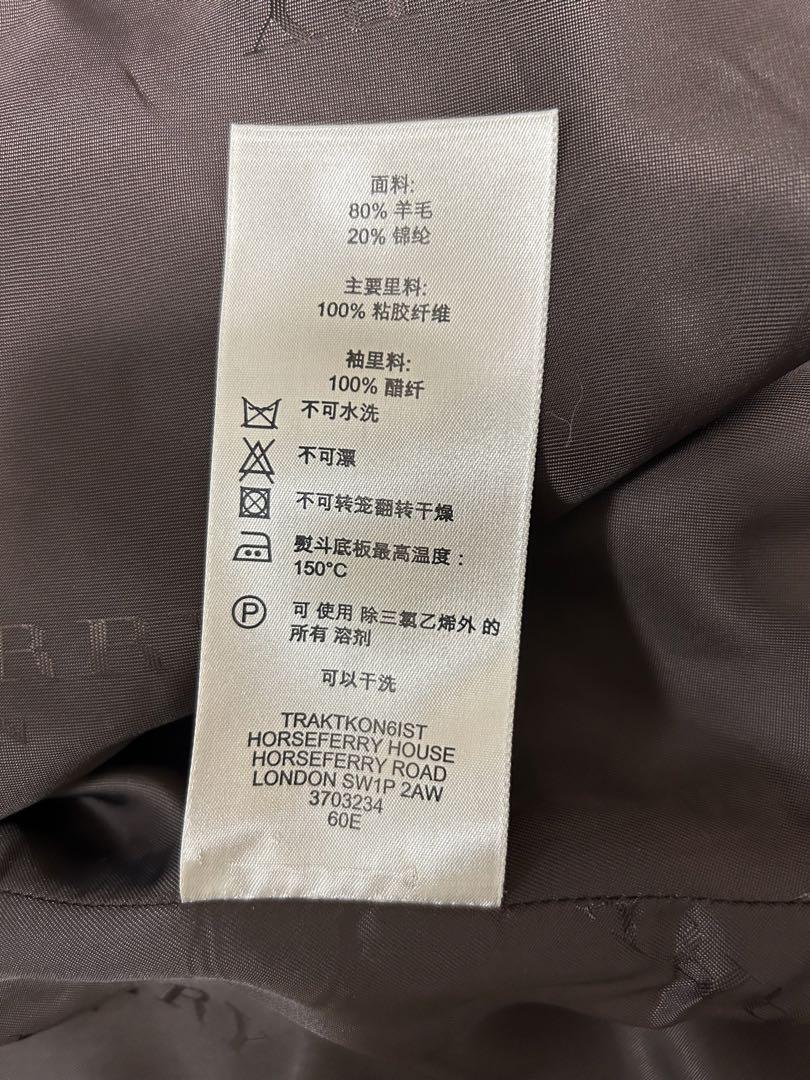 面料:
80% 羊毛
20% 锦纶
主要里料:
100% 粘胶纤维
袖里料:
100% 醋纤
不可水洗
不可漂
不可转笼翻转干燥
熨斗底板最高温度:
150°C
P 可 使用 除三氯乙烯外 的
所有 溶剂
可以干洗
TRAKTKON6IST
HORSEFERRY HOUSE
HORSEFERRY ROAD
LONDON SW1P 2AW
3703234
60E
RR
RY